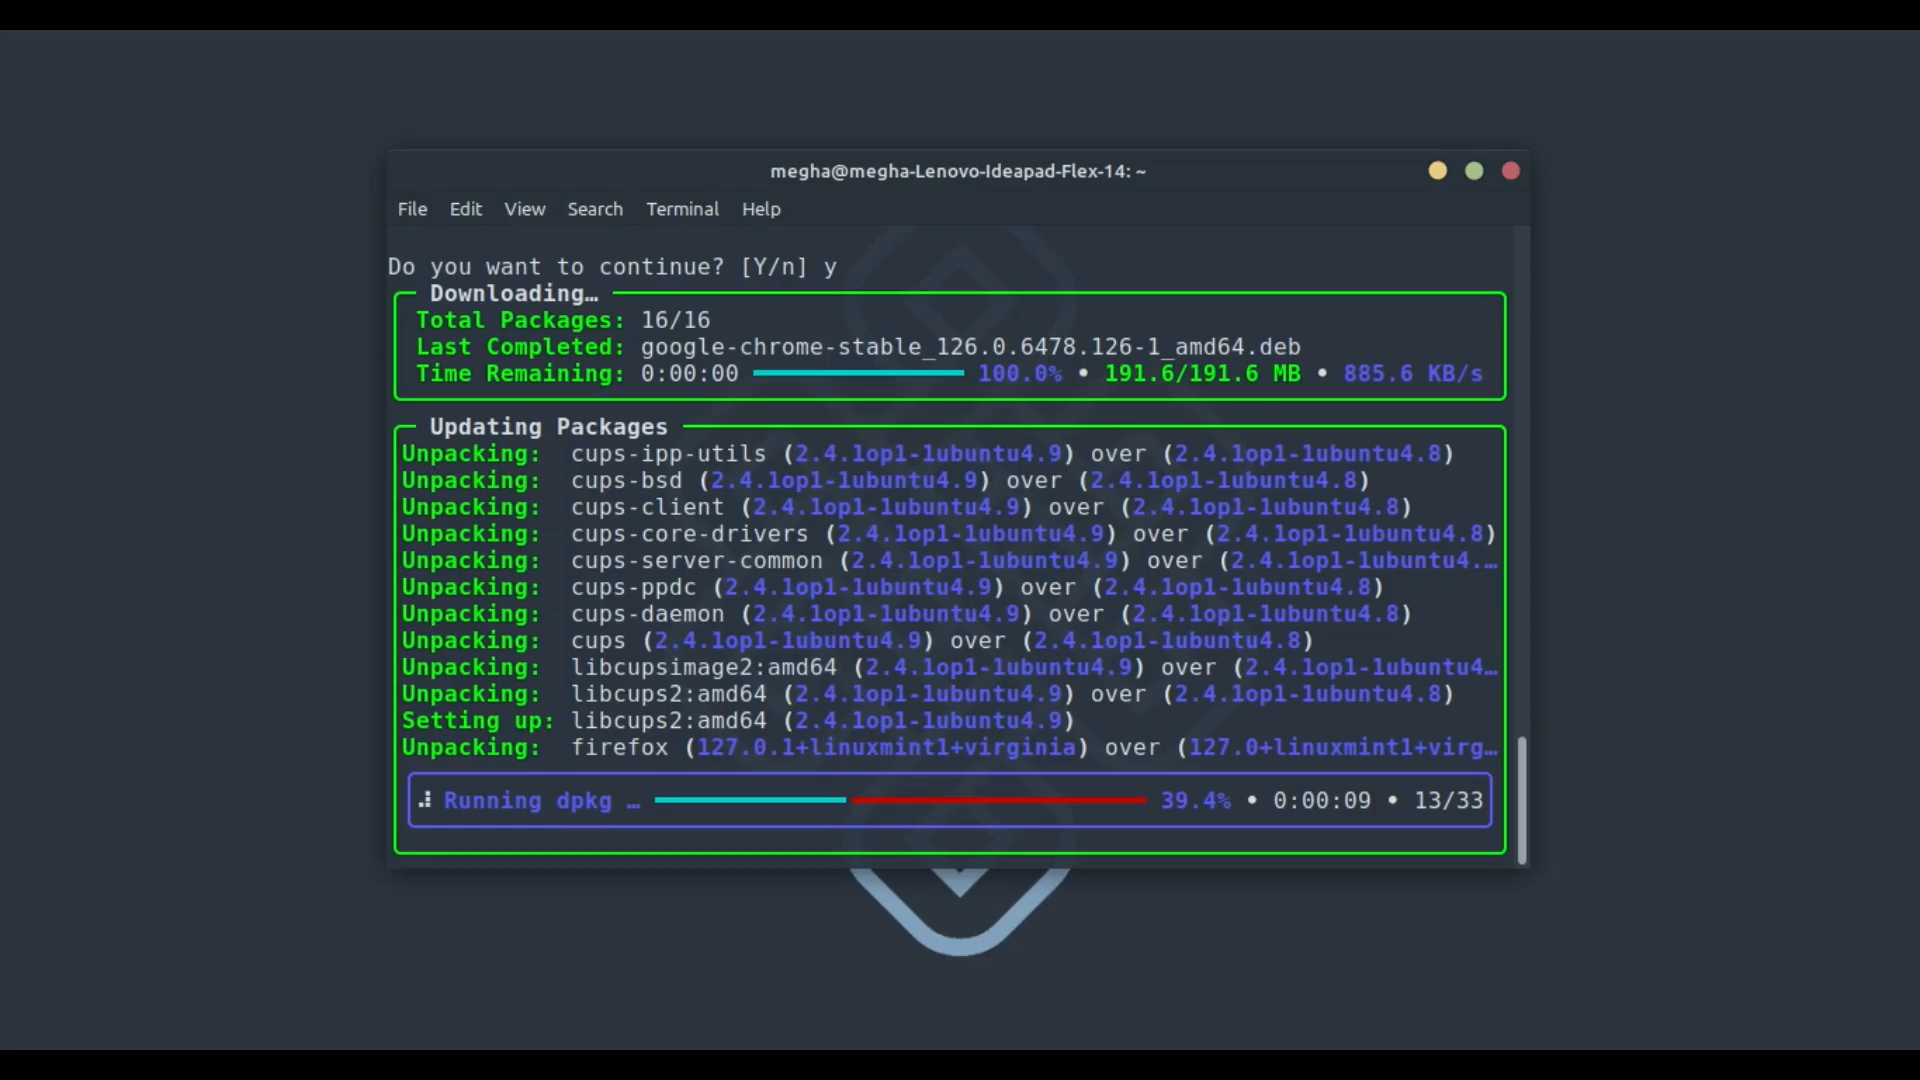 megha@megha-Lenovo-Ideapad-Flex-14: ~
File Edit View Search Terminal Help
Do you want to continue? [Y/n] y
Downloading…
Total Packages: 16/16
Last Completed: google-chrome-stable_126.0.6478.126-1_amd64.deb
Time Remaining: 0:00:00 100.0% • 191.6/191.6 MB • 885.6 KB/s
Updating Packages
Unpacking: cups-ipp-utils (2.4.1op1-1ubuntu4.9) over (2.4.1op1-1ubuntu4.8)
Unpacking: cups-bsd (2.4.1op1-1ubuntu4.9) over (2.4.1op1-1ubuntu4.8)
Unpacking: cups-client (2.4.1op1-1ubuntu4.9) over (2.4.1op1-1ubuntu4.8)
Unpacking: cups-core-drivers (2.4.1op1-1ubuntu4.9) over (2.4.1op1-1ubuntu4.8)
Unpacking: cups-server-common (2.4.1op1-1ubuntu4.9) over (2.4.1op1-1ubuntu4.…
Unpacking: cups-ppdc (2.4.1op1-1ubuntu4.9) over (2.4.1op1-1ubuntu4.8)
Unpacking: cups-daemon (2.4.1op1-1ubuntu4.9) over (2.4.1op1-1ubuntu4.8)
Unpacking: cups (2.4.1op1-1ubuntu4.9) over (2.4.1op1-1ubuntu4.8)
Unpacking: libcupsimage2:amd64 (2.4.1op1-1ubuntu4.9) over (2.4.1op1-1ubuntu4…
Unpacking: libcups2:amd64 (2.4.1op1-1ubuntu4.9) over (2.4.1op1-1ubuntu4.8)
Setting up: libcups2:amd64 (2.4.1op1-1ubuntu4.9)
Unpacking: firefox (127.0.1+linuxmint1+virginia) over (127.0+linuxmint1+virg…
Running dpkg … 39.4% • 0:00:09 • 13/33